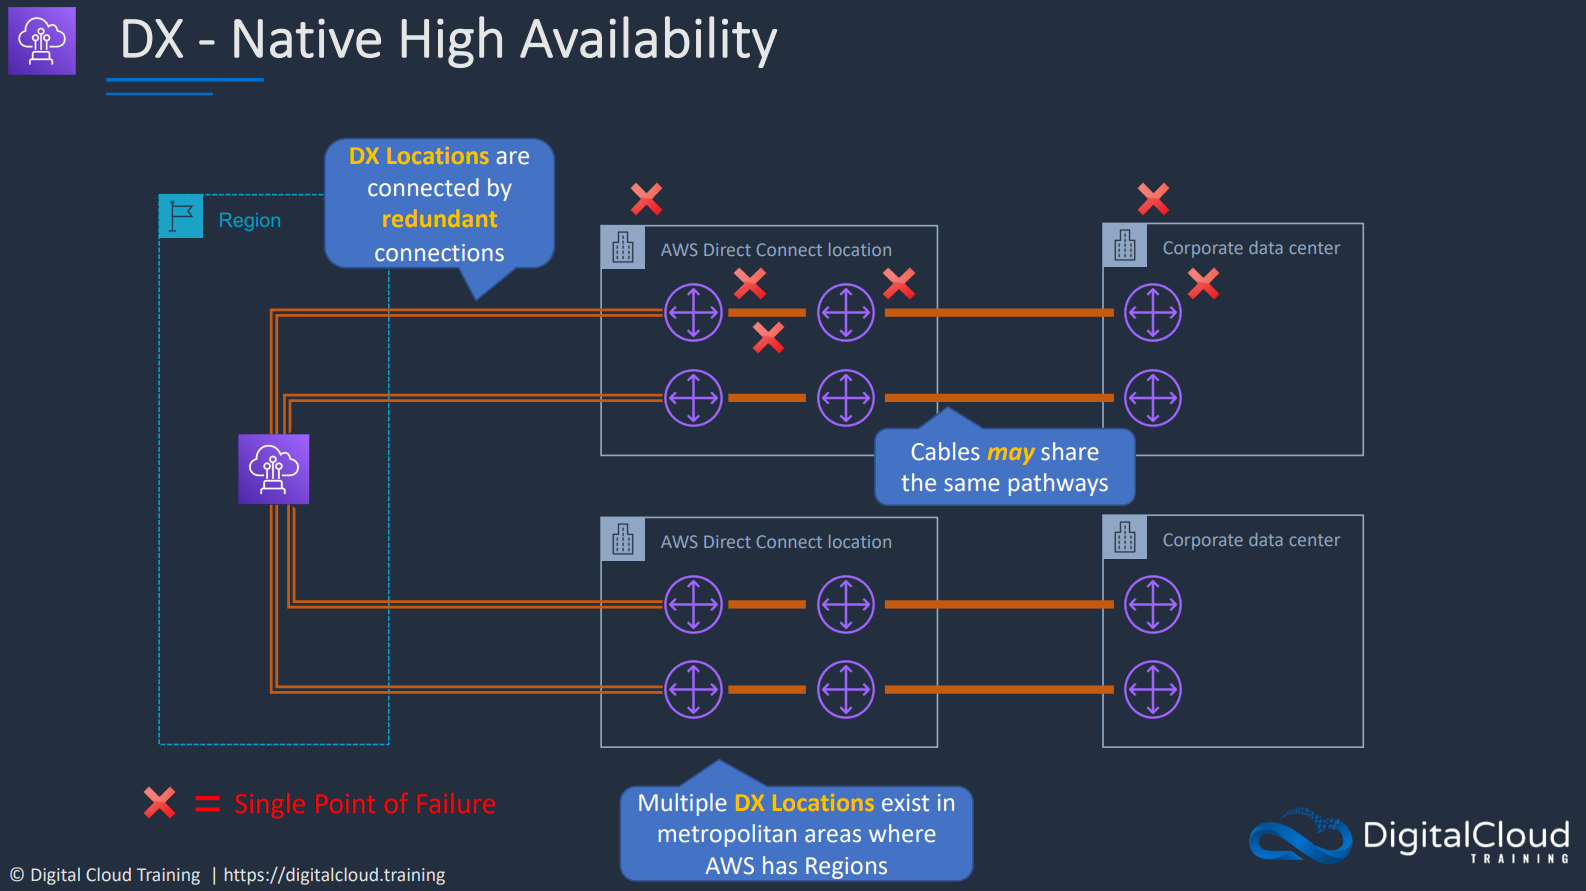 DX - Native High Availability
DX Locations are
connected by
redundant
connections
Region
AWS Direct Connect location
Corporate data center
Cables may share
the same pathways
AWS Direct Connect location
Corporate data center
= Single Point of Failure
Multiple DX Locations exist in
metropolitan areas where
AWS has Regions
DigitalCloud
TRAINING
© Digital Cloud Training | https://digitalcloud.training